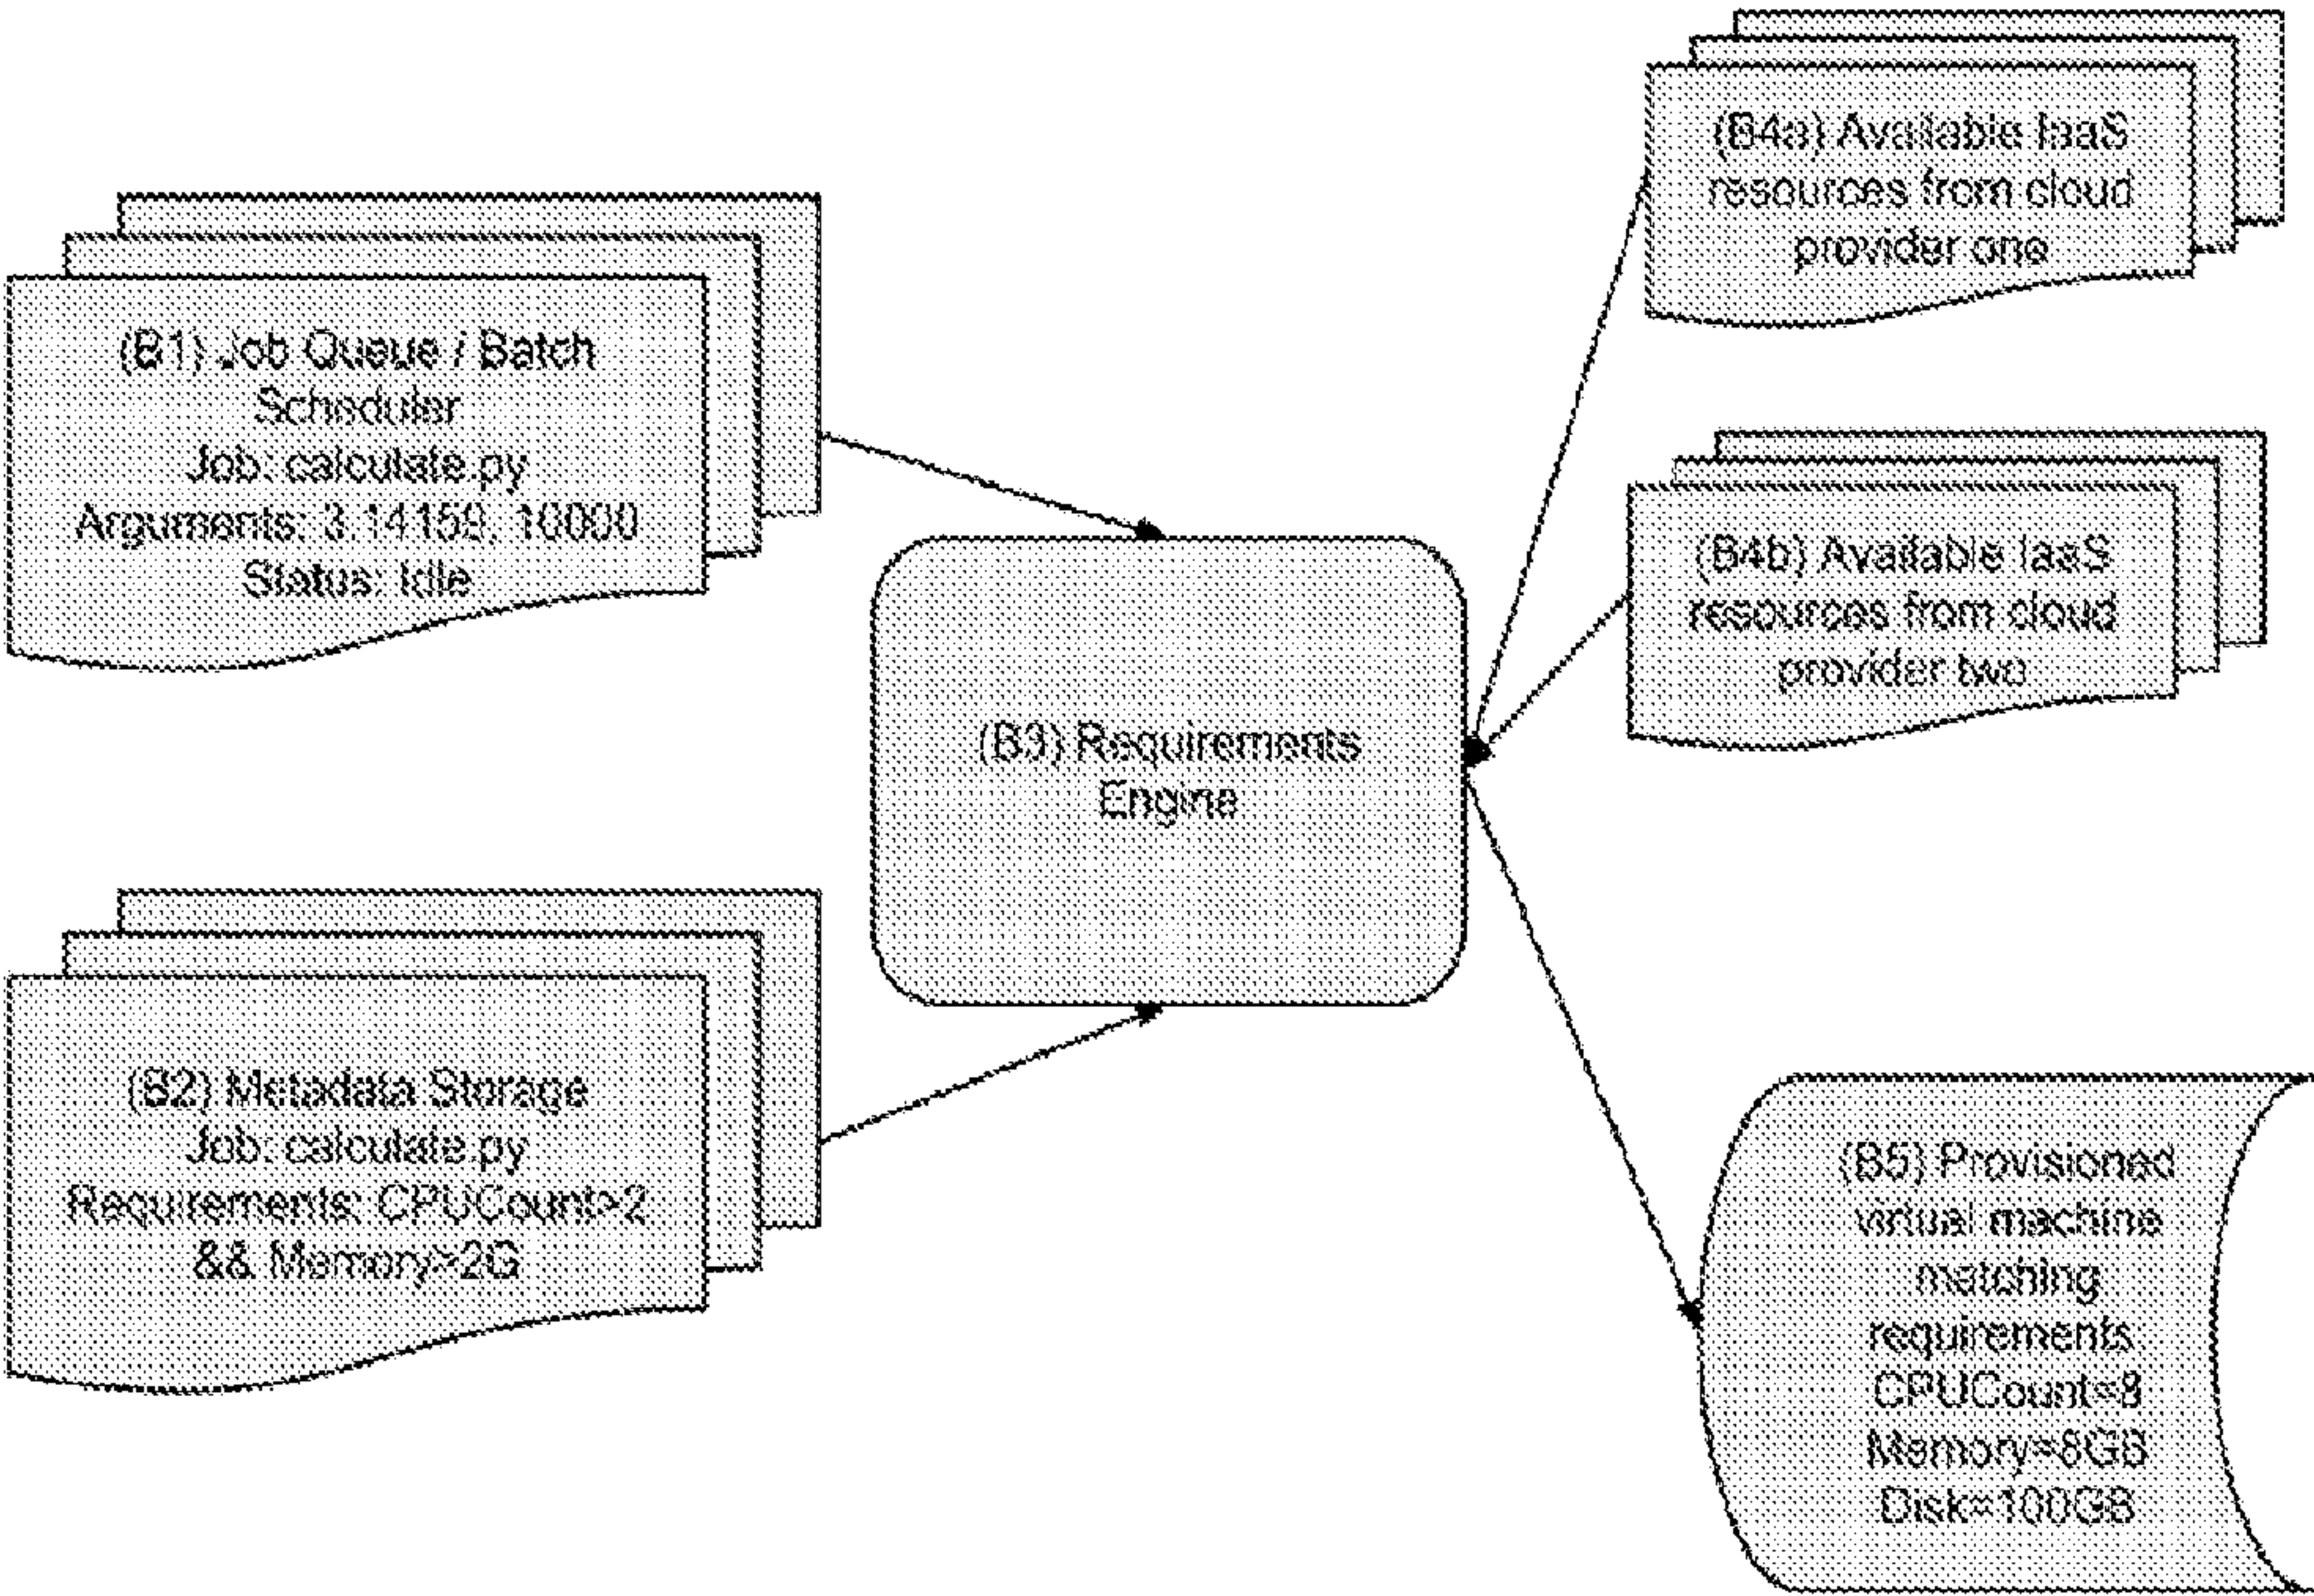 (B1) Job Queue / Batch
Scheduler
Job: calculate.py
Arguments: 3.14159, 10000
Status: Idle
(B2) Metadata Storage
Job: calculate.py
Requirements: CPUCount>2
&& Memory>2G
(B3) Requirements
Engine
(B4a) Available IaaS
resources from cloud
provider one
(B4b) Available IaaS
resources from cloud
provider two
(B5) Provisioned
virtual machine
matching
requirements
CPUCount=8
Memory=8GB
Disk=100GB